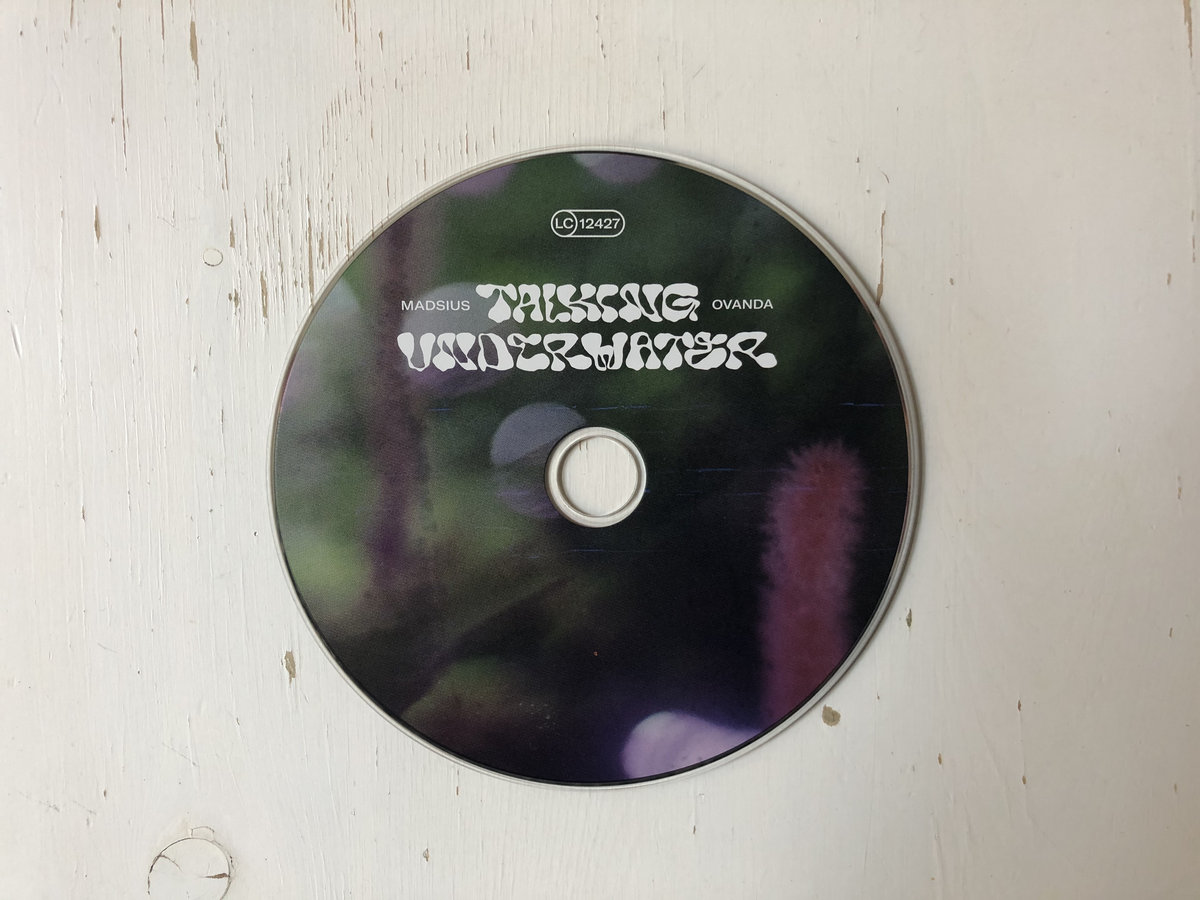 LC 12427
MADSIUS TALKING OVANDA
UNDERWATER